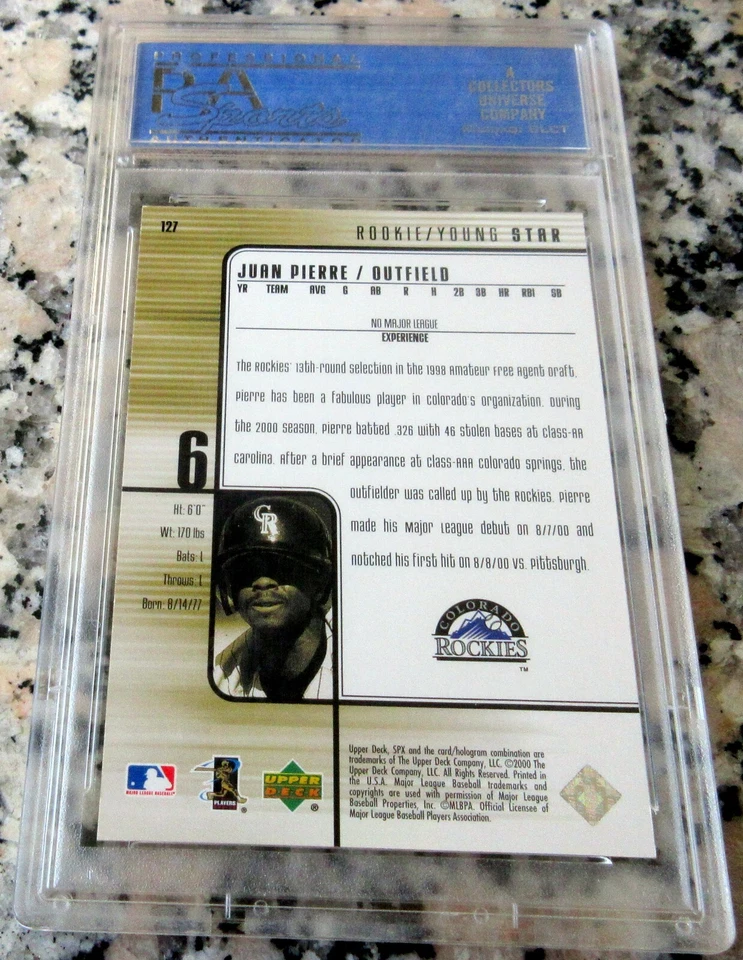 PROFESSIONAL
PSA
Sports
AUTHENTICATOR
A
COLLECTORS
UNIVERSE
COMPANY
NASDAQ: CLCT
127
ROOKIE/YOUNG STAR
JUAN PIERRE / OUTFIELD
YR TEAM AVG G AB R H 2B 3B HR RBI SB
NO MAJOR LEAGUE
EXPERIENCE
The Rockies' 13th-round selection in the 1998 Amateur Free Agent Draft,
Pierre has been a fabulous player in Colorado's organization. During
the 2000 season, Pierre batted .326 with 46 stolen bases at Class-AA
Carolina. After a brief appearance at Class-AAA Colorado Springs, the
outfielder was called up by the Rockies. Pierre
made his Major League debut on 8/7/00 and
notched his first hit on 8/8/00 vs. Pittsburgh.
6
Ht: 6'0"
Wt: 170 lbs
Bats: L
Throws: L
Born: 8/14/77
CR
COLORADO
ROCKIES
TM
MAJOR LEAGUE BASEBALL
PLAYERS
®
UPPER
DECK
®
Upper Deck, SPX and the card/hologram combination are
trademarks of The Upper Deck Company, LLC. ©2000 The
Upper Deck Company, LLC. All Rights Reserved. Printed in
the U.S.A. Major League Baseball trademarks and
copyrights are used with permission of Major League
Baseball Properties, Inc. ©MLBPA. Official Licensee of
Major League Baseball Players Association.